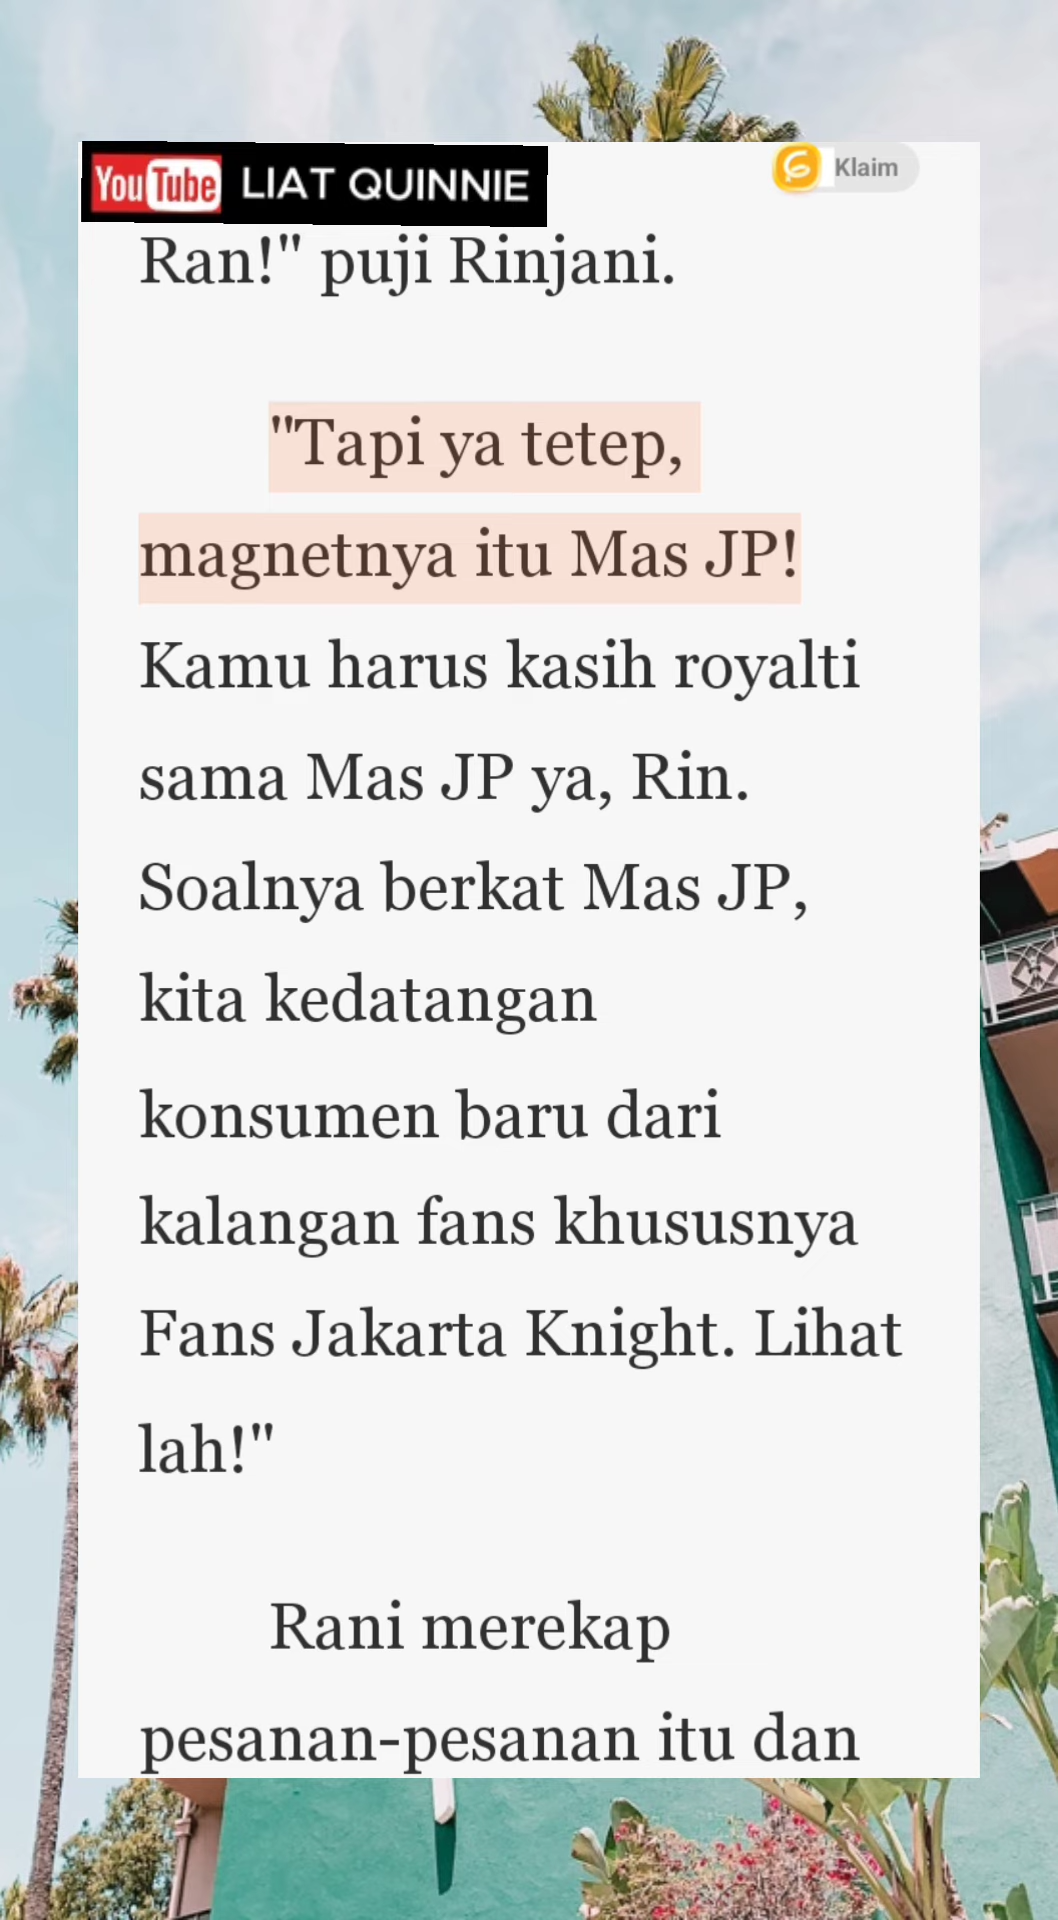 YouTube LIAT QUINNIE
Klaim
Ran!" puji Rinjani.
"Tapi ya tetep,
magnetnya itu Mas JP!
Kamu harus kasih royalti
sama Mas JP ya, Rin.
Soalnya berkat Mas JP,
kita kedatangan
konsumen baru dari
kalangan fans khususnya
Fans Jakarta Knight. Lihat
lah!"
Rani merekap
pesanan-pesanan itu dan